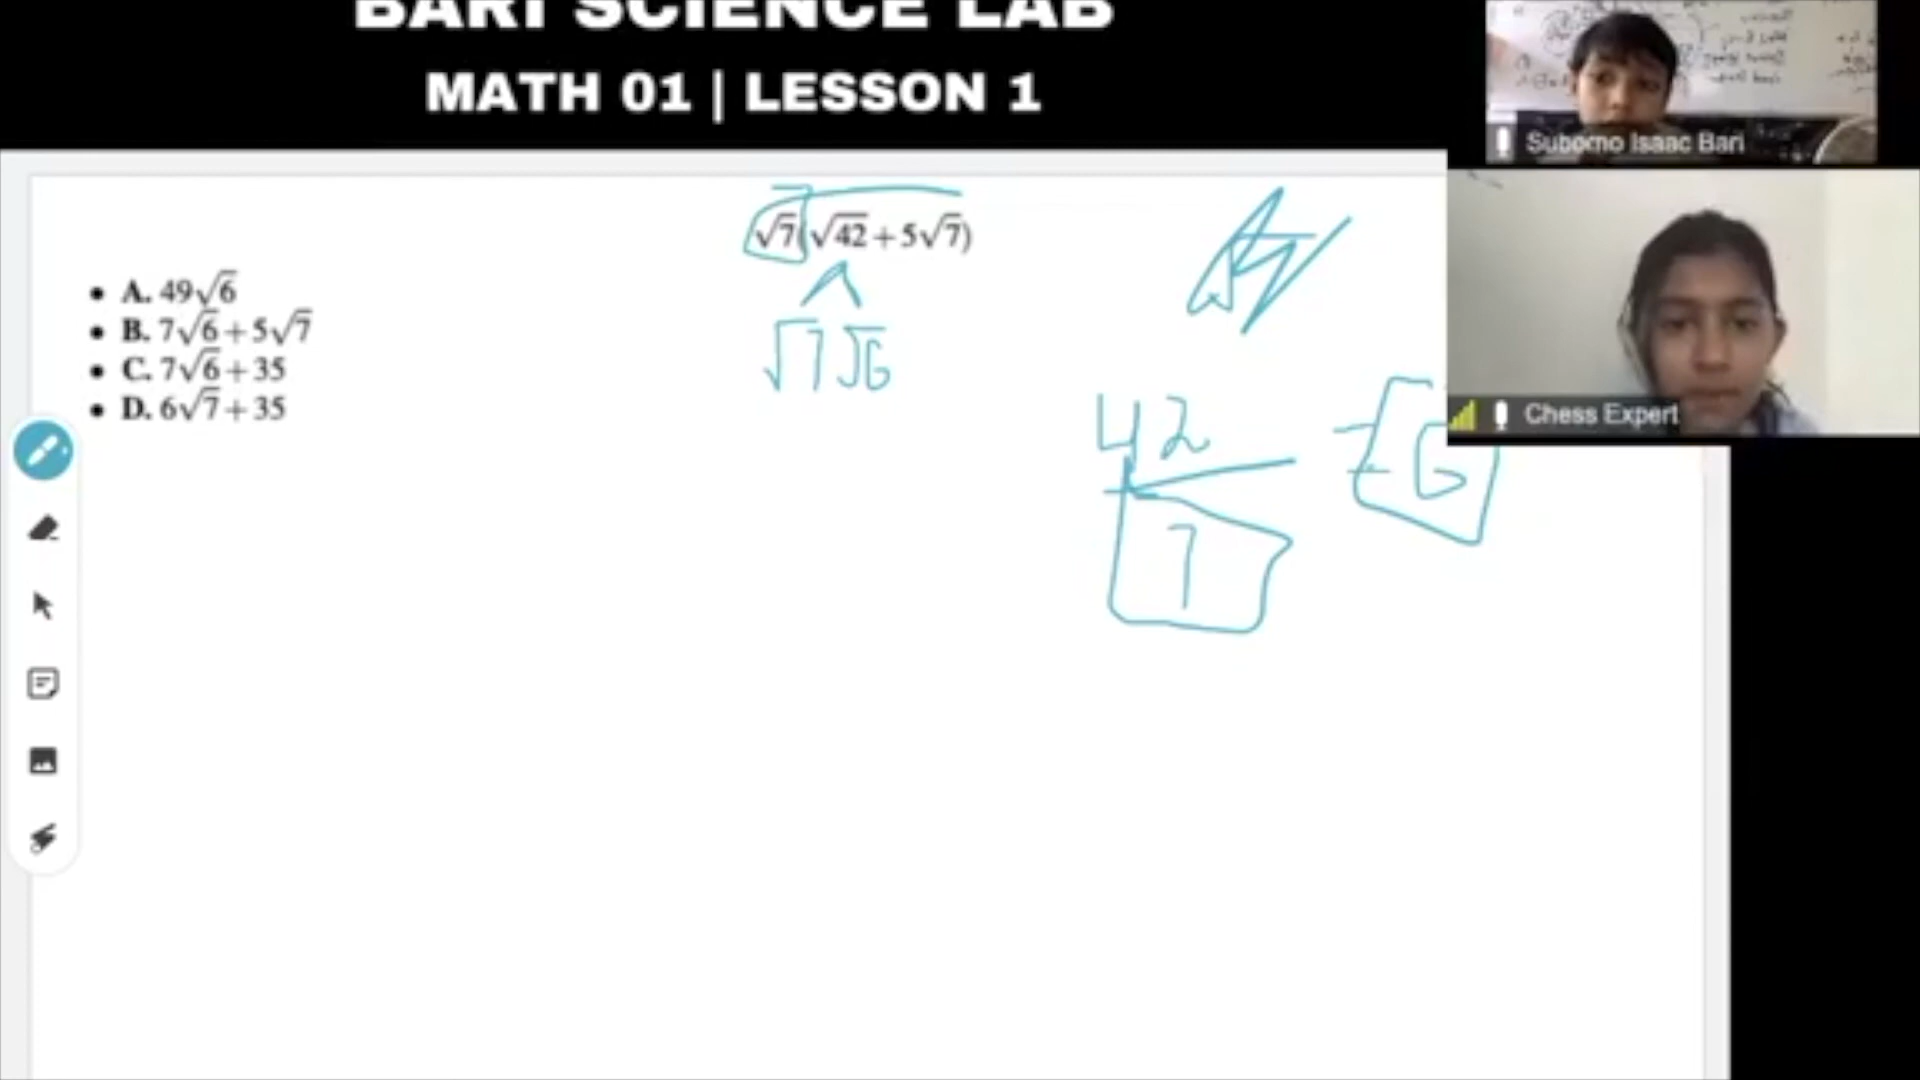 BARI SCIENCE LAB
MATH 01 | LESSON 1
Suborno Isaac Bari
Chess Expert
√7(√42+5√7)
• A. 49√6
• B. 7√6+5√7
• C. 7√6+35
• D. 6√7+35
√7√6
42
7
=6